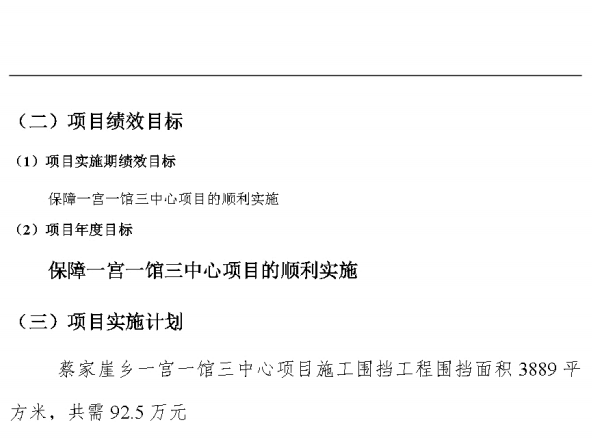 （二）项目绩效目标
（1）项目实施期绩效目标
保障一宫一馆三中心项目的顺利实施
（2）项目年度目标
保障一宫一馆三中心项目的顺利实施
（三）项目实施计划
蔡家崖乡一宫一馆三中心项目施工围挡工程围挡面积 3889 平
方米，共需 92.5 万元